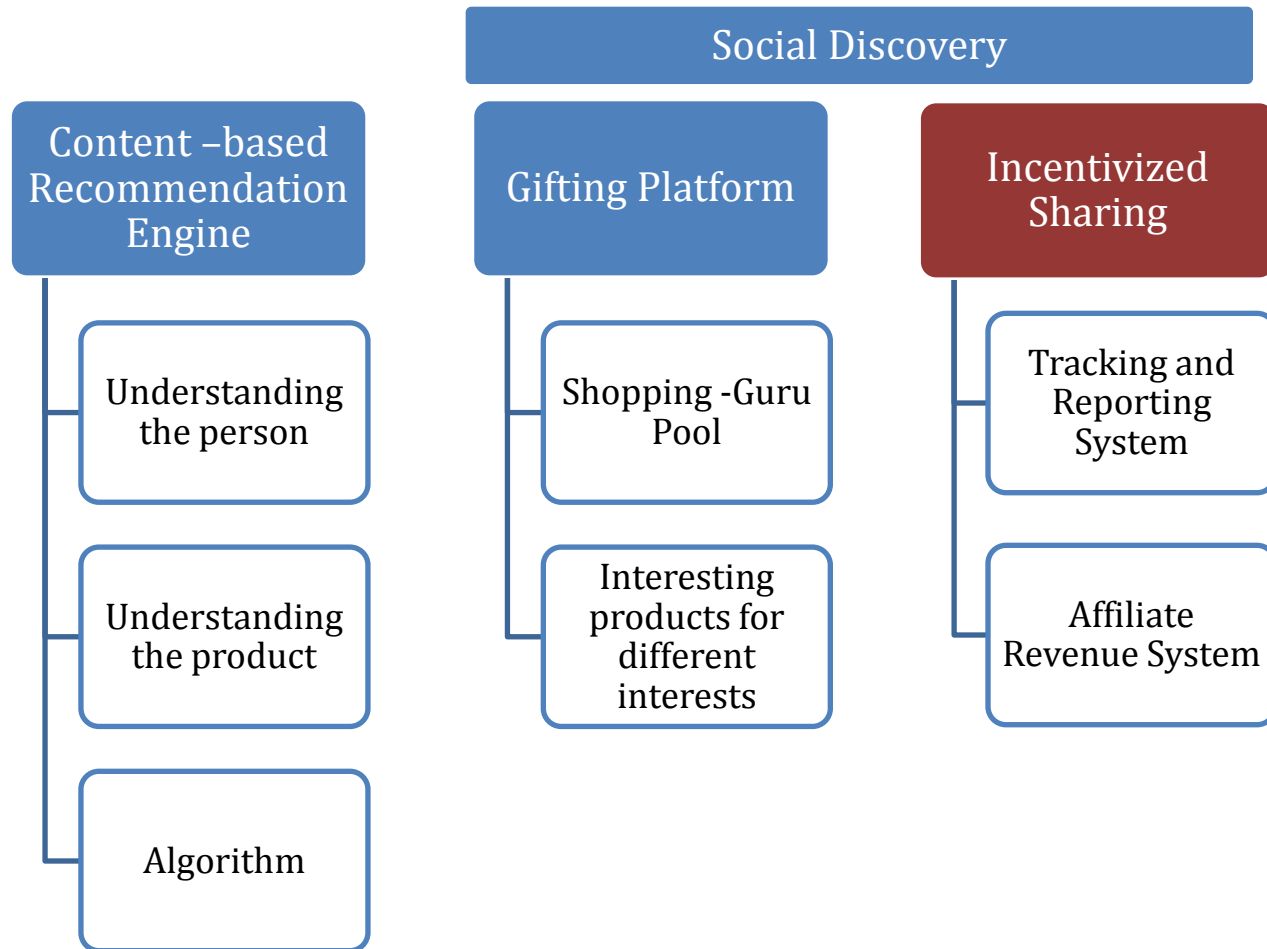 Social Discovery
Content –based
Recommendation
Engine
Understanding
the person
Understanding
the product
Algorithm
Gifting Platform
Shopping -Guru
Pool
Interesting
products for
different
interests
Incentivized
Sharing
Tracking and
Reporting
System
Affiliate
Revenue System